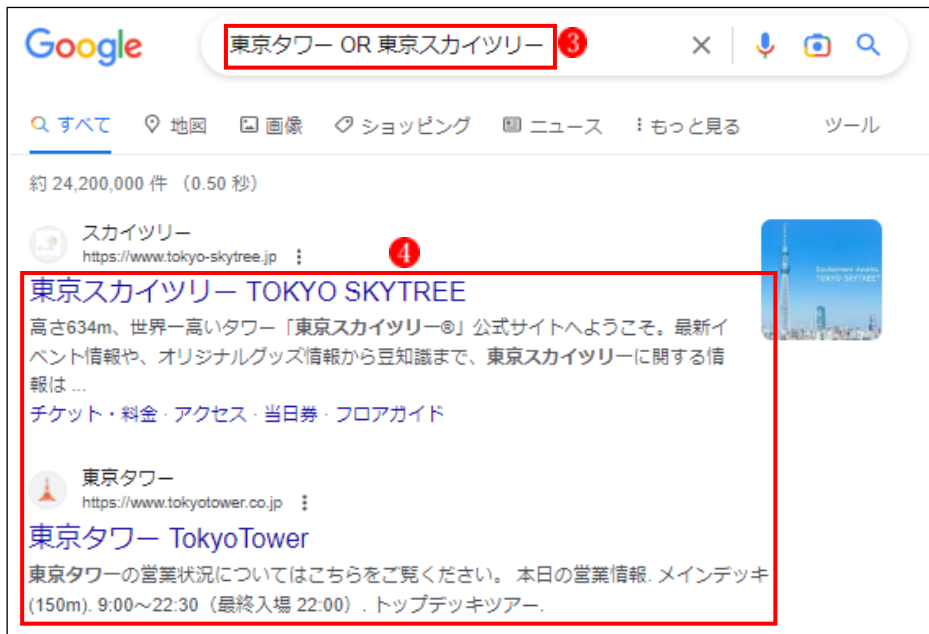 Google
東京タワー OR 東京スカイツリー ❸
すべて 地図 画像 ショッピング ニュース もっと見る ツール
約 24,200,000 件 （0.50 秒）
スカイツリー
https://www.tokyo-skytree.jp
❹
東京スカイツリー TOKYO SKYTREE
高さ634m、世界一高いタワー「東京スカイツリー®」公式サイトへようこそ。最新イ
ベント情報や、オリジナルグッズ情報から豆知識まで、東京スカイツリーに関する情
報は ...
チケット・料金 · アクセス · 当日券 · フロアガイド
Excitement Awaits.
TOKYO SKYTREE®
東京タワー
https://www.tokyotower.co.jp
東京タワー TokyoTower
東京タワーの営業状況についてはこちらをご覧ください。 本日の営業情報. メインデッキ
(150m). 9:00～22:30（最終入場 22:00）. トップデッキツアー.